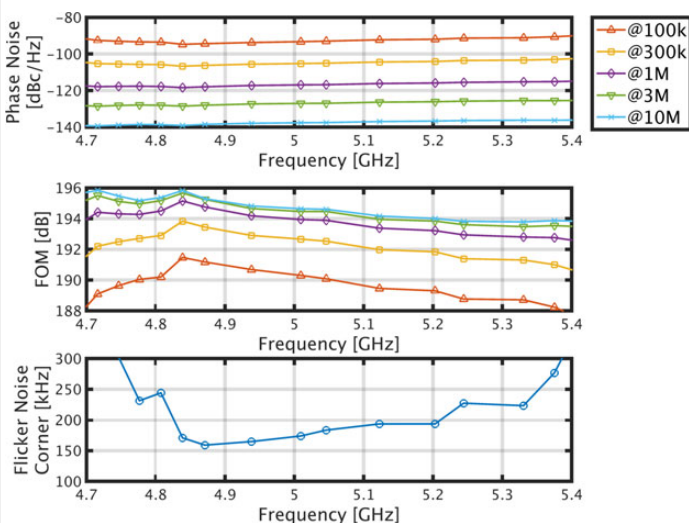 Phase Noise
[dBc/Hz]
-80
-100
-120
-140
4.7 4.8 4.9 5 5.1 5.2 5.3 5.4
Frequency [GHz]
@100k
@300k
@1M
@3M
@10M
FOM [dB]
196
194
192
190
188
4.7 4.8 4.9 5 5.1 5.2 5.3 5.4
Frequency [GHz]
Flicker Noise
Corner [kHz]
300
250
200
150
100
4.7 4.8 4.9 5 5.1 5.2 5.3 5.4
Frequency [GHz]